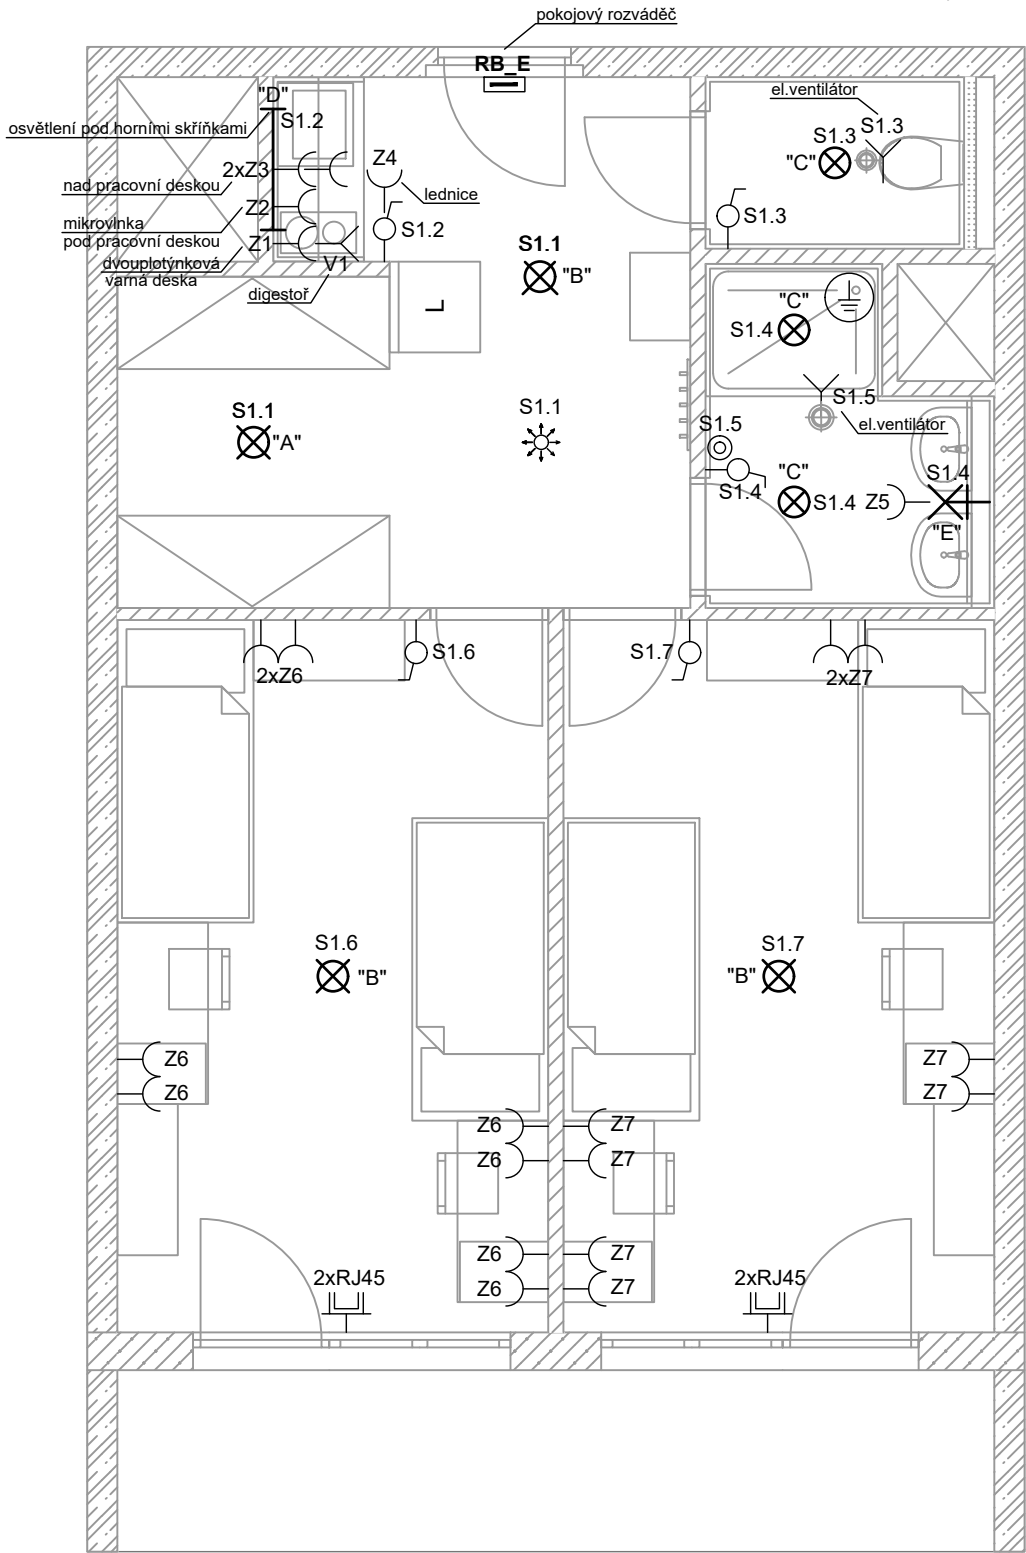 pokojový rozváděč
RB_E
"D"
S1.2
osvětlení pod horními skříňkami
2xZ3
Z4
nad pracovní deskou
lednice
Z2
mikrovlnka
pod pracovní deskou
S1.2
Z1
dvouplotýnková
varná deska
V1
digestoř
el.ventilátor
S1.3
S1.3
"C"
S1.3
S1.1
"B"
"C"
S1.4
S1.5
el.ventilátor
S1.1
"A"
S1.1
S1.5
S1.4
"C"
S1.4
Z5
S1.4
"E"
2xZ6
S1.6
S1.7
2xZ7
S1.6
"B"
S1.7
"B"
Z6
Z6
Z7
Z7
Z6
Z7
Z6
Z7
Z6
Z7
Z6
Z7
2xRJ45
2xRJ45